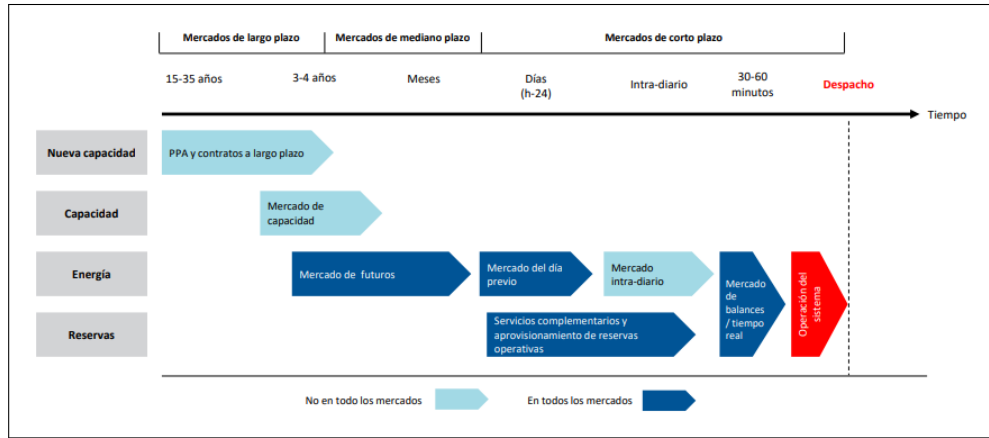 Mercados de largo plazo
Mercados de mediano plazo
Mercados de corto plazo
15-35 años
3-4 años
Meses
Días
(h-24)
Intra-diario
30-60
minutos
Despacho
Tiempo
Nueva capacidad
PPA y contratos a largo plazo
Capacidad
Mercado de
capacidad
Energía
Mercado de futuros
Mercado del día
previo
Mercado
intra-diario
Mercado
de
balances
/ tiempo
real
Operación del
sistema
Reservas
Servicios complementarios y
aprovisionamiento de reservas
operativas
No en todo los mercados
En todos los mercados